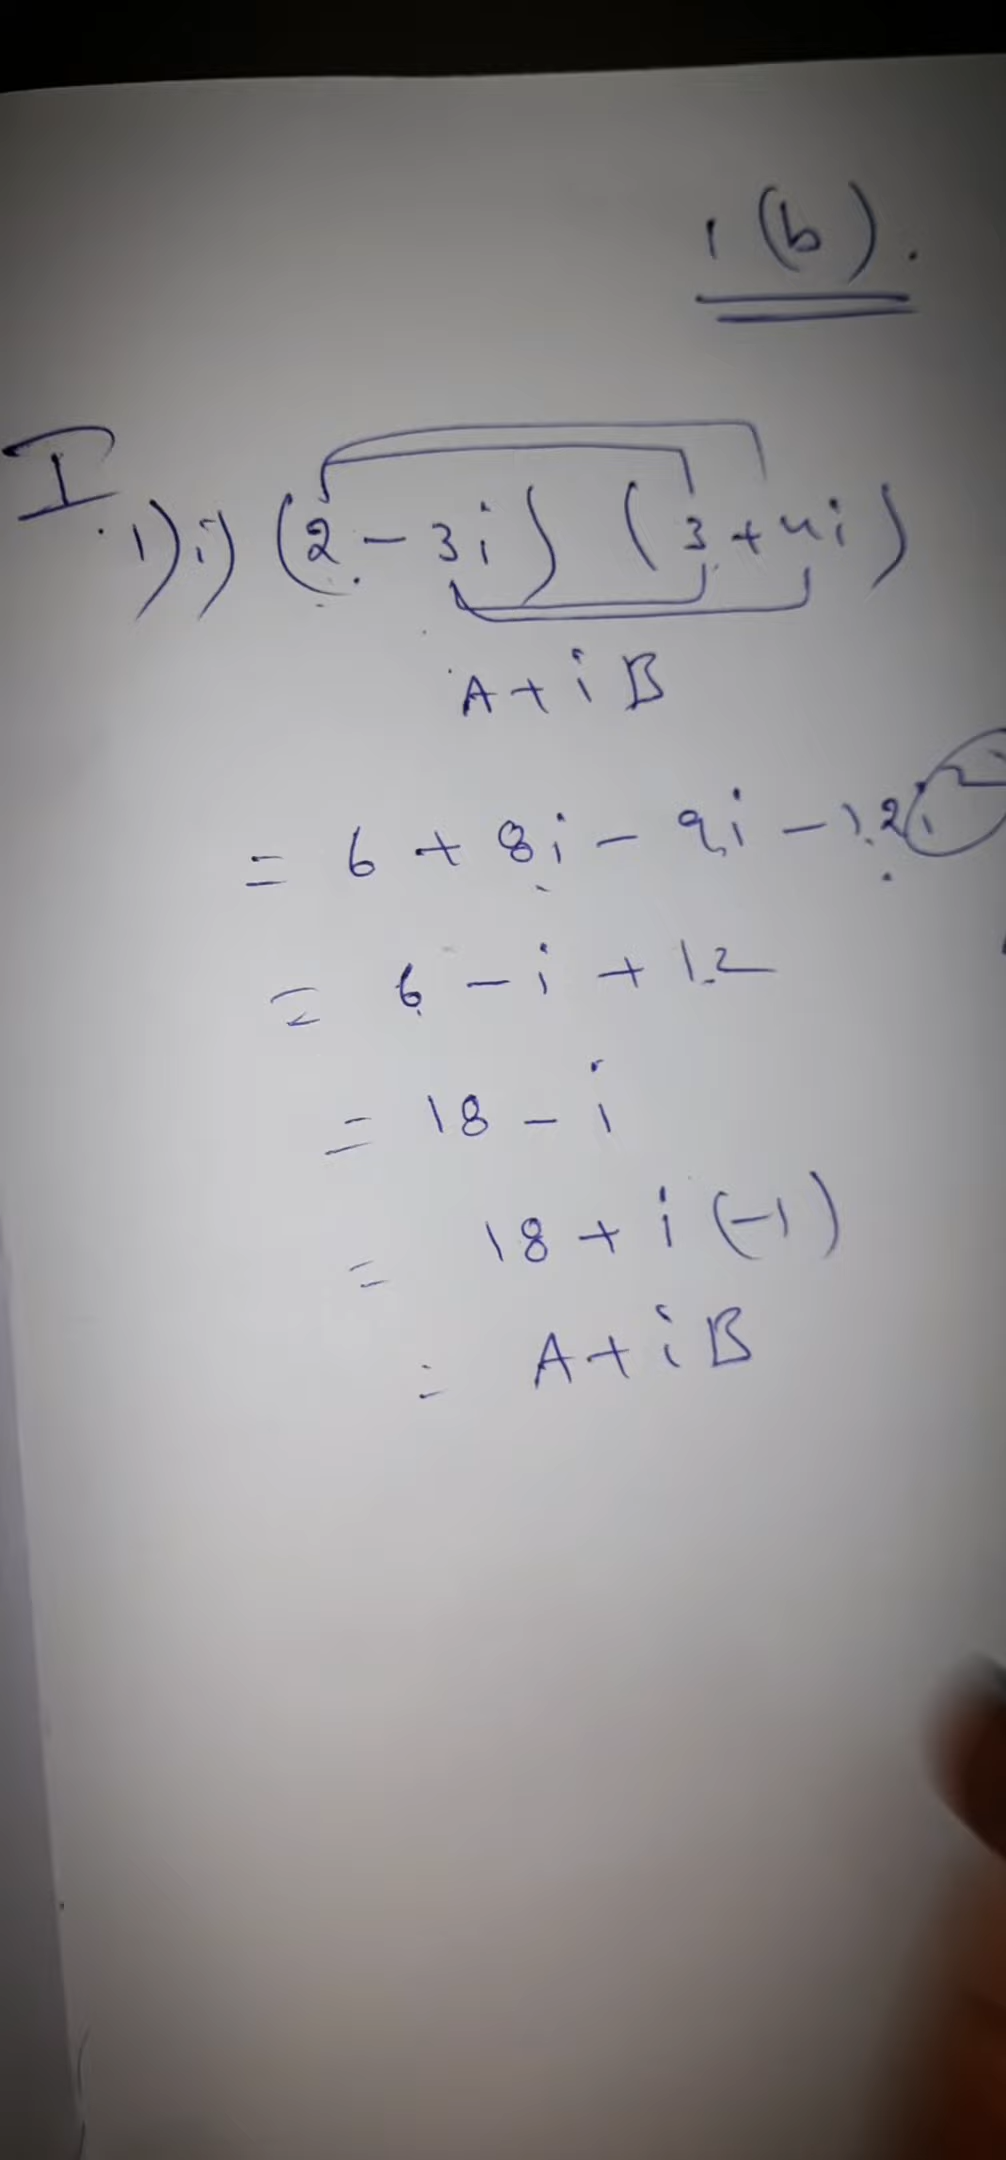 1(b).
I
1) i) (2 - 3i) (3 + 4i)
A + iB
= 6 + 8i - 9i - 12i²
= 6 - i + 12
= 18 - i
= 18 + i(-1)
= A + iB